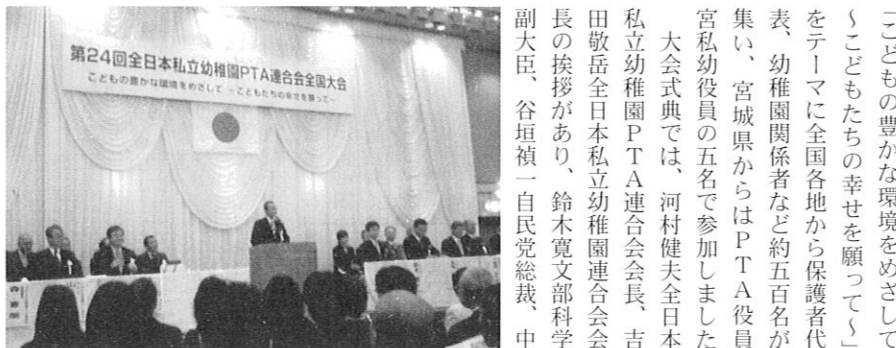 「こどもの豊かな環境をめざして
～こどもたちの幸せを願って～」
をテーマに全国各地から保護者代
表、幼稚園関係者など約五百名が
集い、宮城県からはPTA役員
宮私幼役員の五名で参加しました
大会式典では、河村健夫全日本
私立幼稚園PTA連合会会長、吉
田敬岳全日本私立幼稚園連合会会
長の挨拶があり、鈴木寛文部科学
副大臣、谷垣禎一自民党総裁、中
第24回全日本私立幼稚園PTA連合会全国大会
こどもの豊かな環境をめざして －こどもたちの幸せを願って－